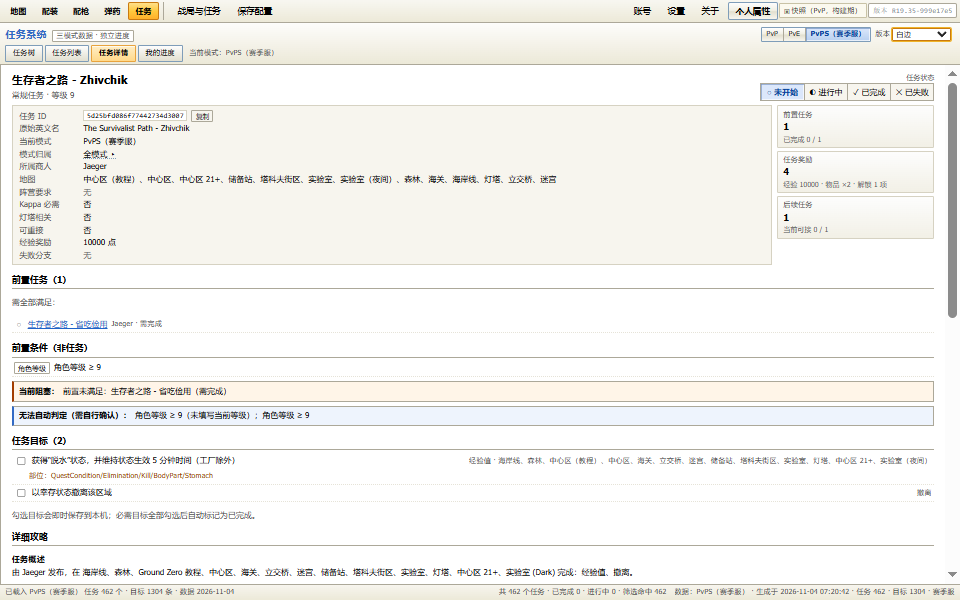 地图 配装 配枪 弹药 任务 战局与任务 保存配置 账号 设置 关于 个人属性 快照（PvP，构建期） 版本 R19.35-999e17e5
任务系统 三模式数据 · 独立进度 PvP PvE PvPS（赛季服） 版本 白边
任务树 任务列表 任务详情 我的进度 当前模式：PvPS（赛季服）
生存者之路 - Zhivchik 任务状态
常规任务 · 等级 9 ○ 未开始 ◐ 进行中 ✓ 已完成 ✕ 已失败
任务 ID 5d25bfd086f77442734d3007 复制
原始英文名 The Survivalist Path - Zhivchik
当前模式 PvPS（赛季服）
模式归属 全模式
所属商人 Jaeger
地图 中心区（教程）、中心区、中心区 21+、储备站、塔科夫街区、实验室、实验室（夜间）、森林、海关、海岸线、灯塔、立交桥、迷宫
阵营要求 无
Kappa 必需 否
灯塔相关 否
可重接 否
经验奖励 10000 点
失败分支 无
前置任务
1
已完成 0 / 1
任务奖励
4
经验 10000 · 物品 ×2 · 解锁 1 项
后续任务
1
当前可接 0 / 1
前置任务（1）
需全部满足：
○ 生存者之路 - 省吃俭用 Jaeger · 需完成
前置条件（非任务）
角色等级 角色等级 ≥ 9
当前阻塞： 前置未满足：生存者之路 - 省吃俭用（需完成）
无法自动判定（需自行确认）： 角色等级 ≥ 9（未填写当前等级）；角色等级 ≥ 9
任务目标（2）
获得"脱水"状态，并维持状态生效 5 分钟时间（工厂除外） 经验值 · 海岸线、森林、中心区（教程）、中心区、海关、立交桥、迷宫、储备站、塔科夫街区、实验室、灯塔、中心区 21+、实验室（夜间）
部位：QuestCondition/Elimination/Kill/BodyPart/Stomach
以幸存状态撤离该区域 撤离
勾选目标会即时保存到本机；必需目标全部勾选后自动标记为已完成。
详细攻略
任务概述
由 Jaeger 发布，在 海岸线、森林、Ground Zero 教程、中心区、海关、立交桥、迷宫、储备站、塔科夫街区、实验室、灯塔、中心区 21+、实验室 (Dark) 完成：经验值、撤离。
已载入 PvPS（赛季服） 任务 462 个 · 目标 1304 条 · 数据 2026-11-04 共 462 个任务 · 已完成 0 · 进行中 0 · 筛选命中 462 数据：PvPS（赛季服） · 生成于 2026-11-04 07:20:42 · 任务 462 · 目标 1304 · 赛季服